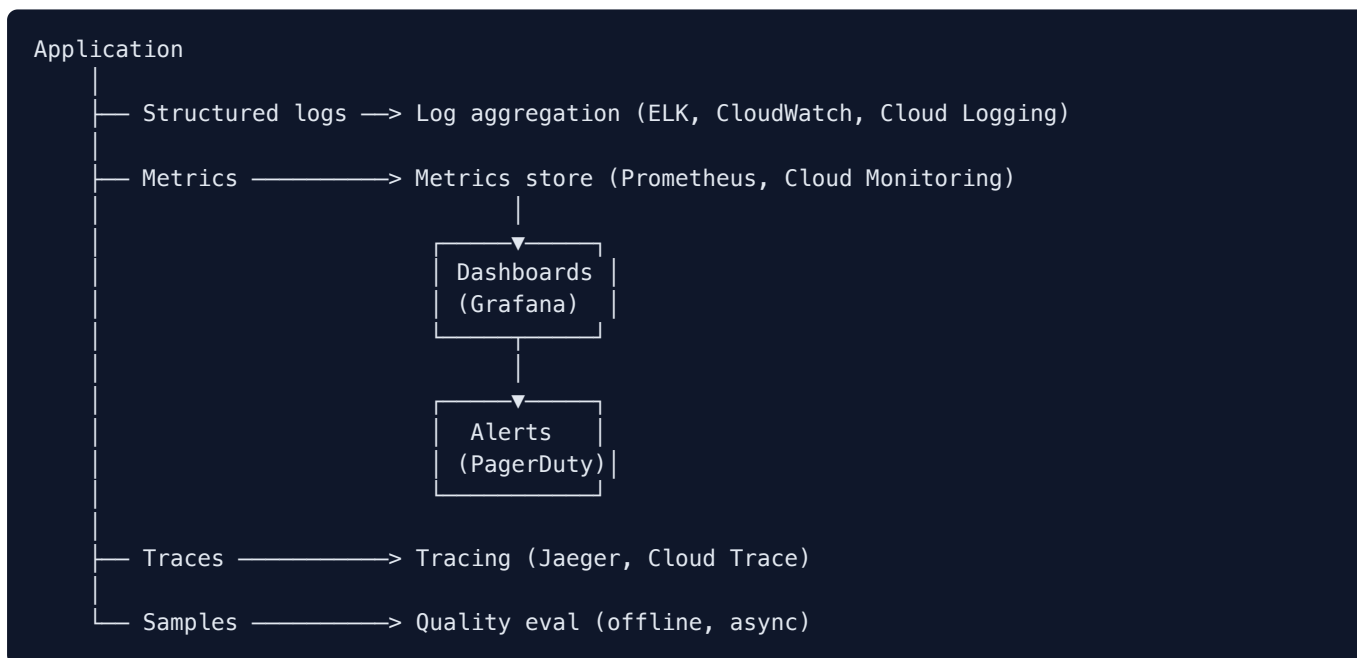 Application
Structured logs ——> Log aggregation (ELK, CloudWatch, Cloud Logging)
Metrics ——————————> Metrics store (Prometheus, Cloud Monitoring)
Dashboards
(Grafana)
Alerts
(PagerDuty)
Traces ———————————> Tracing (Jaeger, Cloud Trace)
Samples ——————————> Quality eval (offline, async)